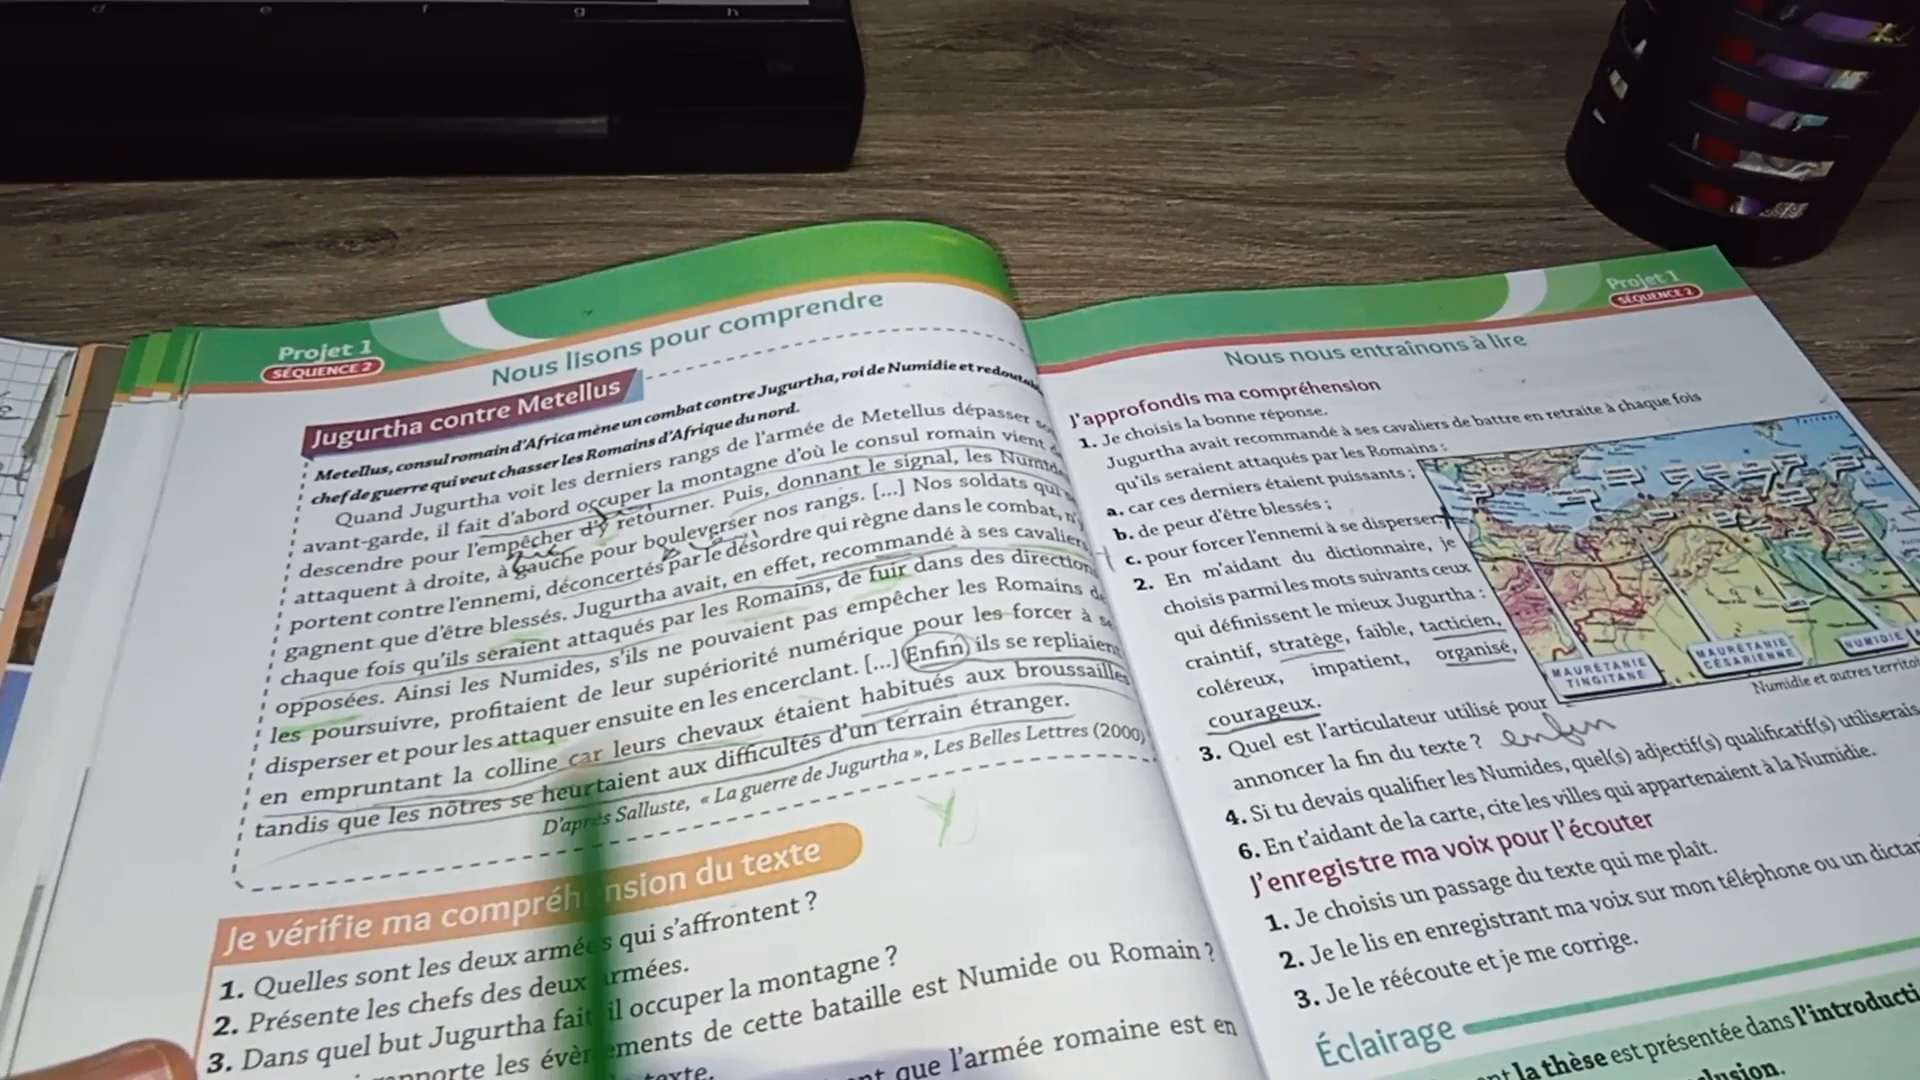 d e f g h
Projet 1
SÉQUENCE 2
Nous lisons pour comprendre
Jugurtha contre Metellus
Metellus, consul romain d'Afrique mène un combat contre Jugurtha, roi de Numidie et
chef de guerre qui veut chasser les Romains d'Afrique du nord.
Quand Jugurtha voit les derniers rangs de l'armée de Metellus dépasser
avant-garde, il fait d'abord occuper la montagne d'où le consul romain vient
descendre pour l'empêcher d'y retourner. Puis, donnant le signal, les
attaquent à droite, à gauche pour bouleverser nos rangs. [...] Nos soldats qui
portent contre l'ennemi, déconcertés par le désordre qui règne dans le combat,
gagnent que d'être blessés. Jugurtha avait, en effet, recommandé à ses cavaliers
chaque fois qu'ils seraient attaqués par les Romains, de fuir dans des directions
opposées. Ainsi les Numides, s'ils ne pouvaient pas empêcher les Romains
les poursuivre, profitaient de leur supériorité numérique pour les forcer à
disperser et pour les attaquer ensuite en les encerclant. [...] Enfin, ils se repliaient
en empruntant la colline car leurs chevaux étaient habitués aux broussailles
tandis que les nôtres se heurtaient aux difficultés d'un terrain étranger.
D'après Salluste, « La guerre de Jugurtha », Les Belles Lettres (2000)
Je vérifie ma compréh nsion du texte
1. Quelles sont les deux armées qui s'affrontent ?
2. Présente les chefs des deux armées.
3. Dans quel but Jugurtha fait il occuper la montagne ?
les évènements de cette bataille est Numide ou Romain ?
texte.
que l'armée romaine est en
Projet 1
SÉQUENCE 2
Nous nous entraînons à lire
J'approfondis ma compréhension
1. Je choisis la bonne réponse.
Jugurtha avait recommandé à ses cavaliers de battre en retraite à chaque fois
qu'ils seraient attaqués par les Romains :
a. car ces derniers étaient puissants ;
b. de peur d'être blessés ;
c. pour forcer l'ennemi à se disperser.
2. En m'aidant du dictionnaire, je
choisis parmi les mots suivants ceux
qui définissent le mieux Jugurtha :
craintif, stratège, faible, tacticien,
coléreux, impatient, organisé,
courageux.
MAURÉTANIE
TINGITANE
MAURÉTANIE
CÉSARIENNE
NUMIDIE
Numidie et autres
3. Quel est l'articulateur utilisé pour
annoncer la fin du texte ? enfin
4. Si tu devais qualifier les Numides, quel(s) adjectif(s) qualificatif(s) utiliserais
6. En t'aidant de la carte, cite les villes qui appartenaient à la Numidie.
J'enregistre ma voix pour l'écouter
1. Je choisis un passage du texte qui me plaît.
2. Je le lis en enregistrant ma voix sur mon téléphone ou un
3. Je le réécoute et je me corrige.
Éclairage
la thèse est présentée dans